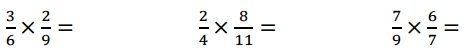 3/6 × 2/9 = 2/4 × 8/11 = 7/9 × 6/7 =